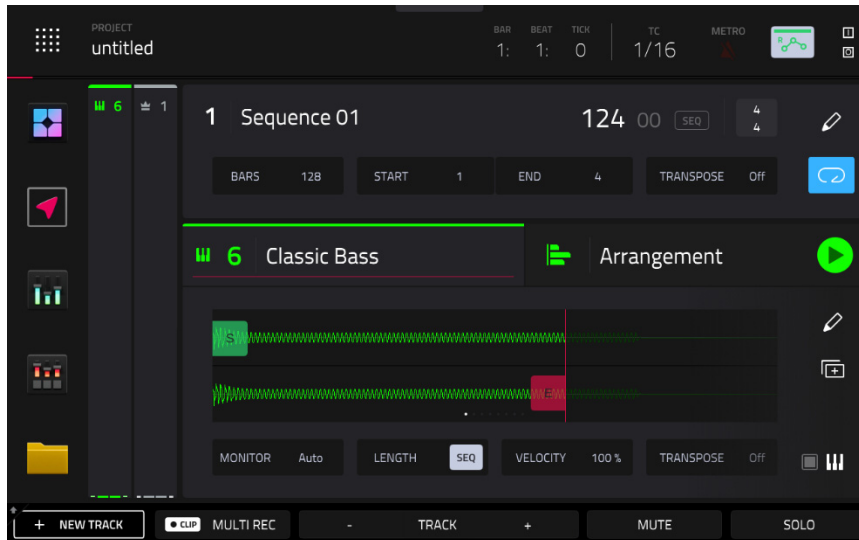 PROJECT
untitled
BAR BEAT TICK
1: 1: 0
TC
1/16
METRO
R
6
1
1 Sequence 01
124 00 SEQ
4
4
BARS 128
START 1
END 4
TRANSPOSE Off
6 Classic Bass
Arrangement
S
E
MONITOR Auto
LENGTH SEQ
VELOCITY 100 %
TRANSPOSE Off
+ NEW TRACK
CLIP MULTI REC
- TRACK +
MUTE
SOLO